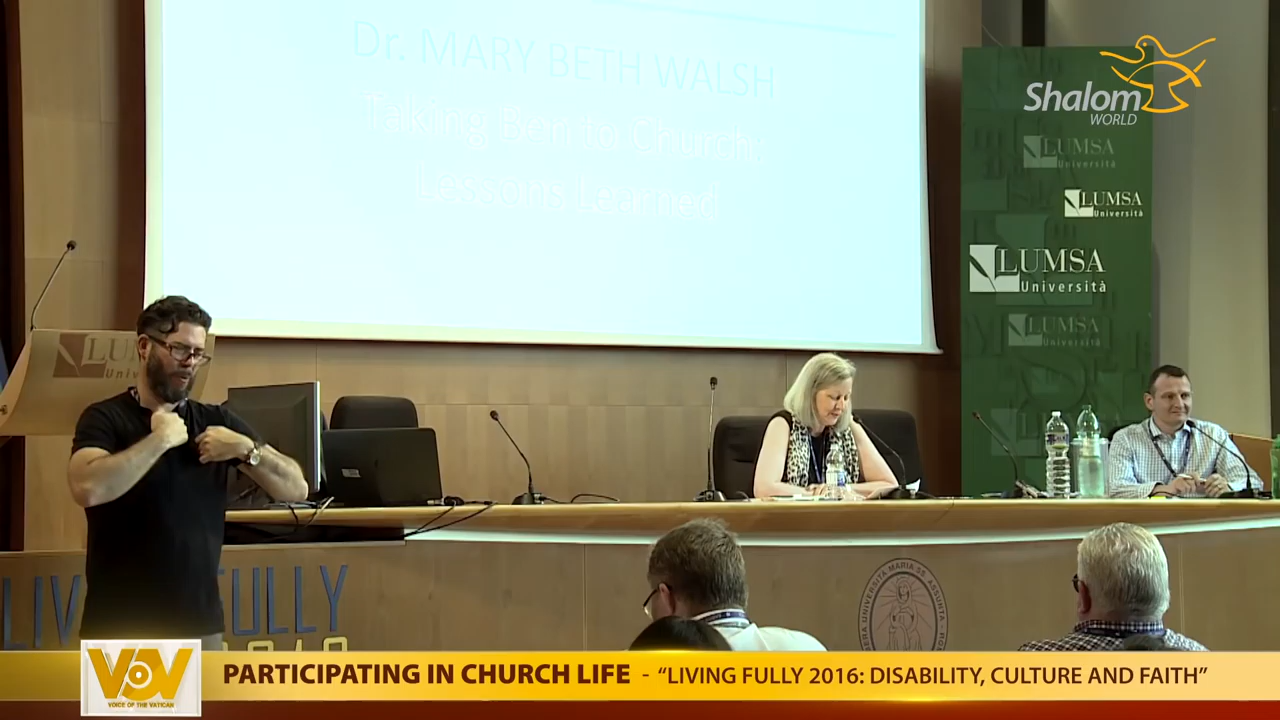 Dr. MARY BETH WALSH
Taking Ben to Church:
Lessons Learned
Shalom
WORLD
LUMSA
Università
LUMSA
Università
LUMSA
Università
LUMSA
Università
LU
Univer
LIV FULLY
VOV
VOICE OF THE VATICAN
PARTICIPATING IN CHURCH LIFE - “LIVING FULLY 2016: DISABILITY, CULTURE AND FAITH”